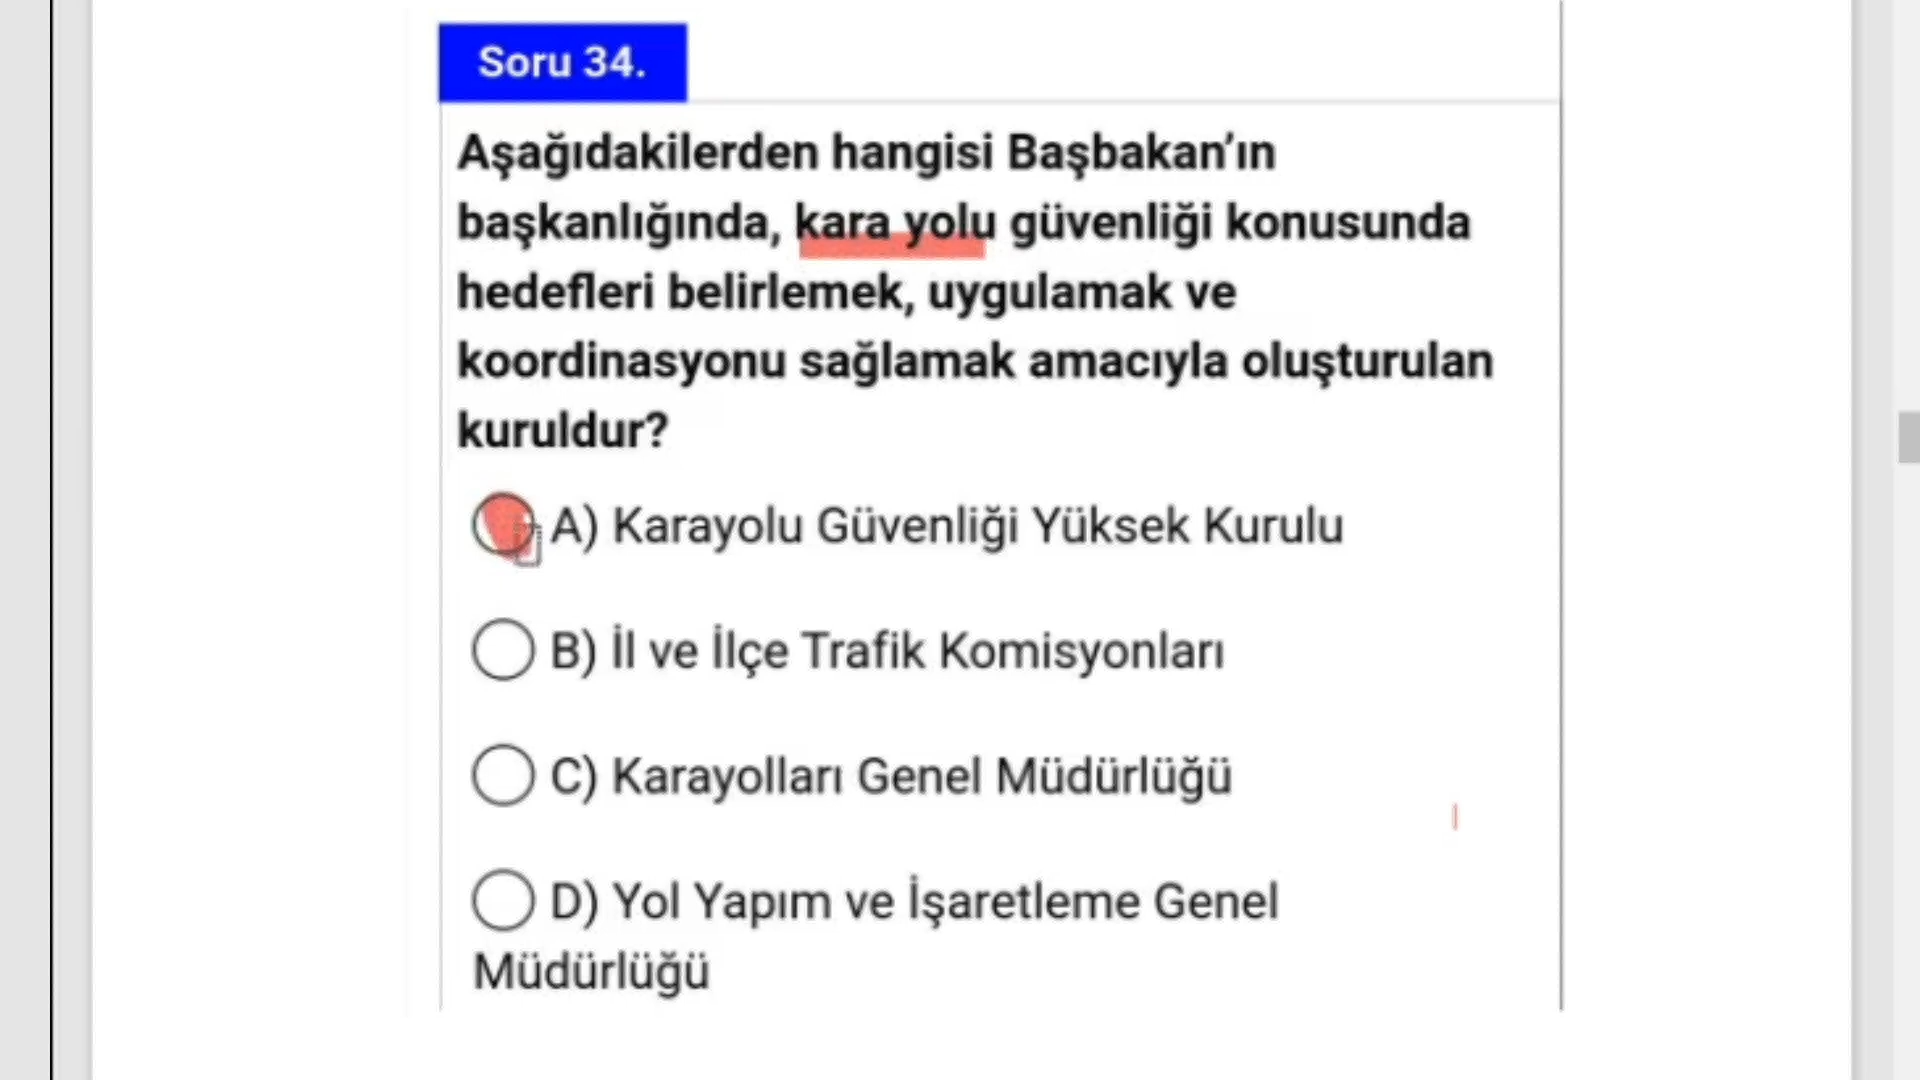 Soru 34.
Aşağıdakilerden hangisi Başbakan’ın
başkanlığında, kara yolu güvenliği konusunda
hedefleri belirlemek, uygulamak ve
koordinasyonu sağlamak amacıyla oluşturulan
kuruldur?
A) Karayolu Güvenliği Yüksek Kurulu
B) İl ve İlçe Trafik Komisyonları
C) Karayolları Genel Müdürlüğü
D) Yol Yapım ve İşaretleme Genel
Müdürlüğü